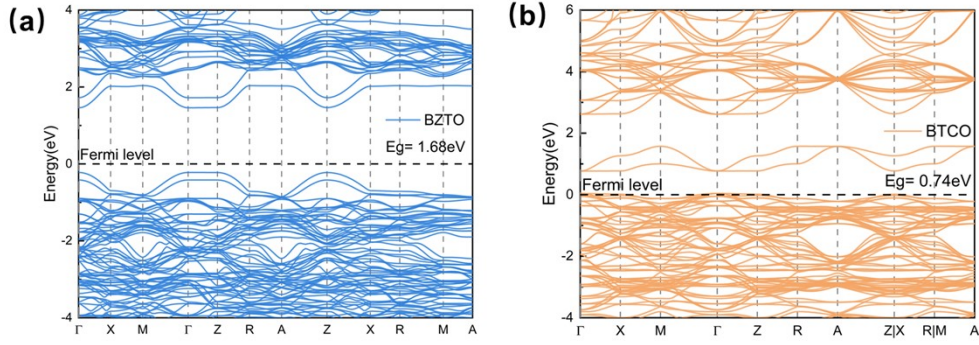 (a)
4
2
0
-2
-4
Energy(eV)
BZTO
Eg= 1.68eV
Fermi level
Γ X M Γ Z R A Z X R M A
(b)
6
4
2
0
-2
-4
Energy(eV)
BTCO
Eg= 0.74eV
Fermi level
Γ X M Γ Z R A Z|X R|M A